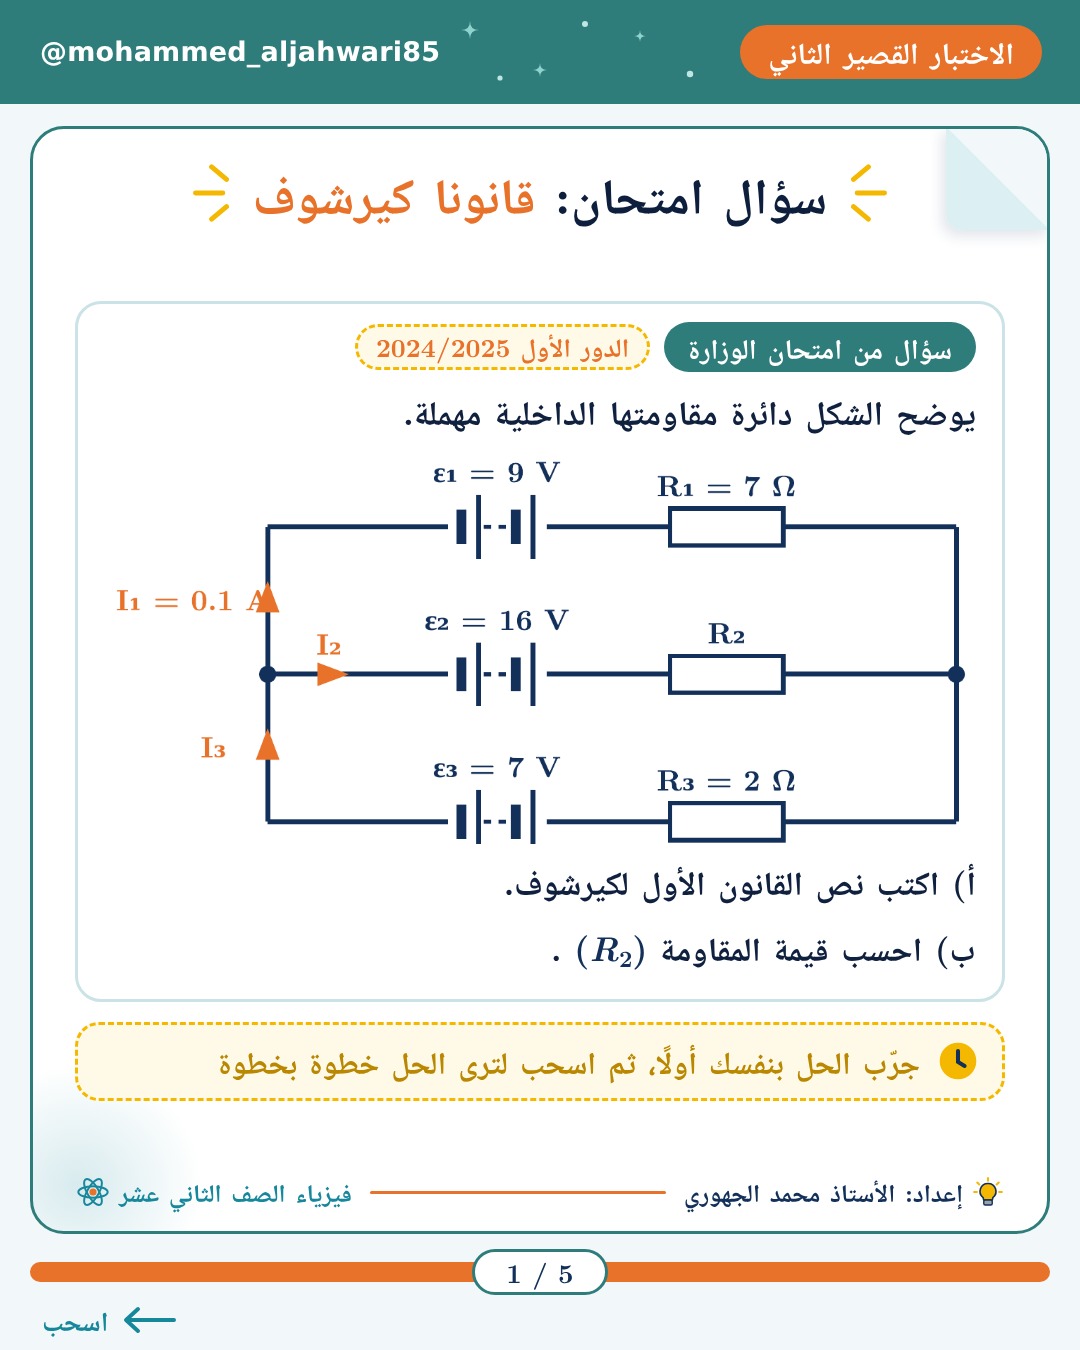 @mohammed_aljahwari85
الاختبار القصير الثاني
سؤال امتحان: قانونا كيرشوف
سؤال من امتحان الوزارة
الدور الأول 2024/2025
يوضح الشكل دائرة مقاومتها الداخلية مهملة.
ε₁ = 9 V
R₁ = 7 Ω
I₁ = 0.1 A
ε₂ = 16 V
R₂
I₂
I₃
ε₃ = 7 V
R₃ = 2 Ω
أ) اكتب نص القانون الأول لكيرشوف.
ب) احسب قيمة المقاومة (R₂) .
جرّب الحل بنفسك أولًا، ثم اسحب لترى الحل خطوة بخطوة
إعداد: الأستاذ محمد الجهوري
فيزياء الصف الثاني عشر
1 / 5
اسحب